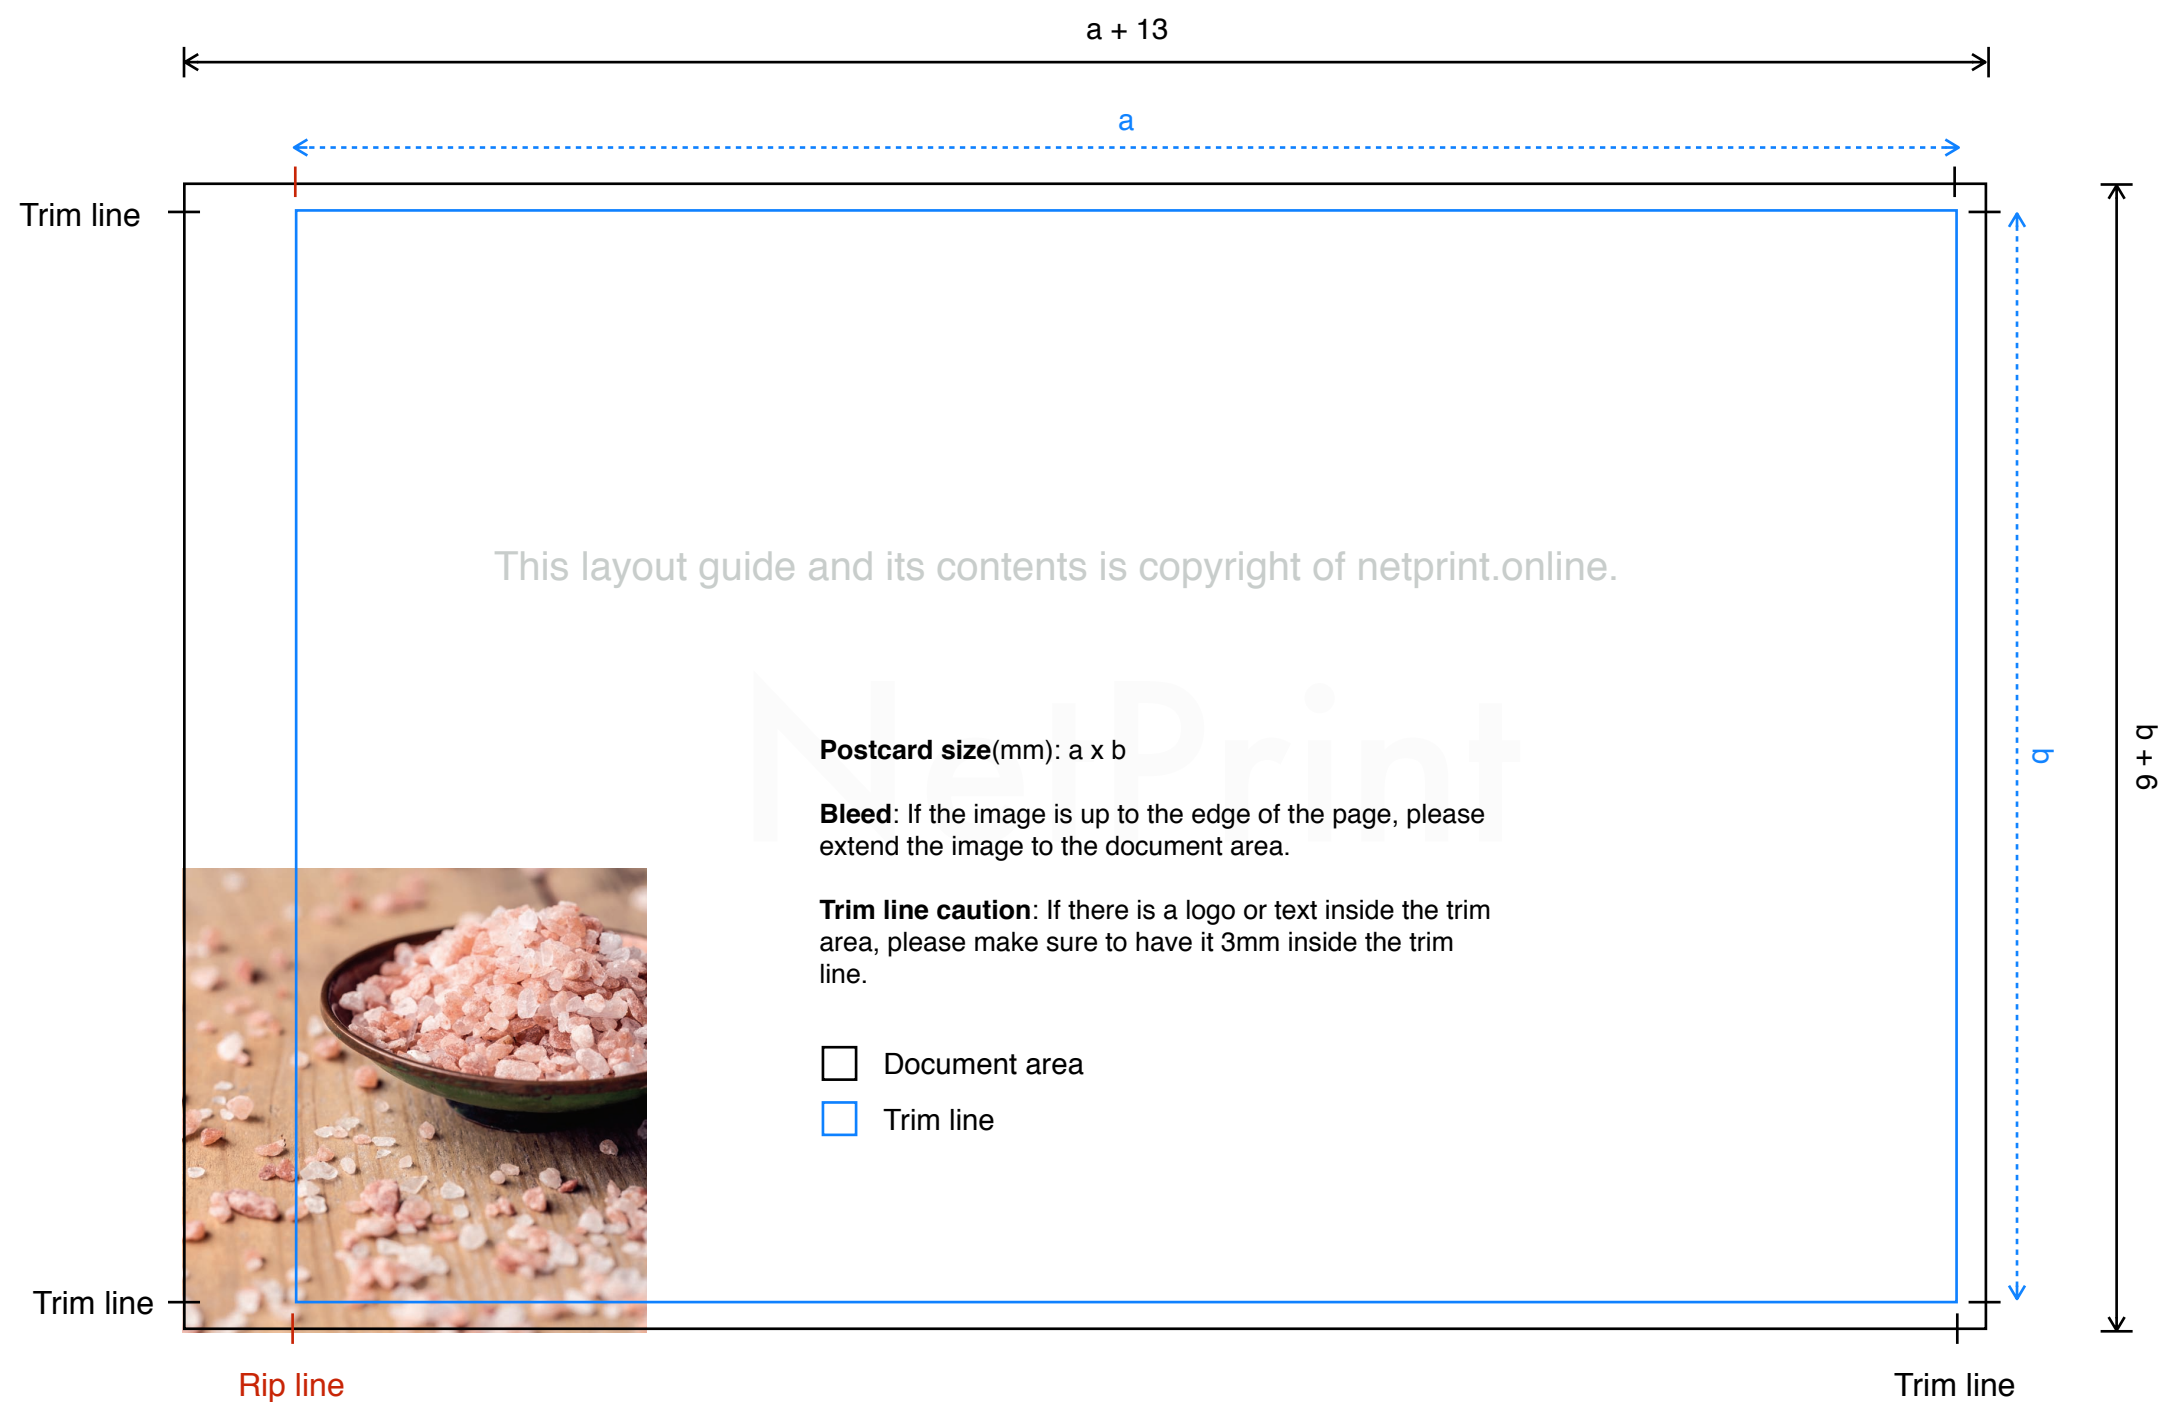 a + 13
a
Trim line
This layout guide and its contents is copyright of netprint.online.
NetPrint
Postcard size(mm): a x b
b
b + 6
Bleed: If the image is up to the edge of the page, please
extend the image to the document area.
Trim line caution: If there is a logo or text inside the trim
area, please make sure to have it 3mm inside the trim
line.
Document area
Trim line
Trim line
Rip line
Trim line